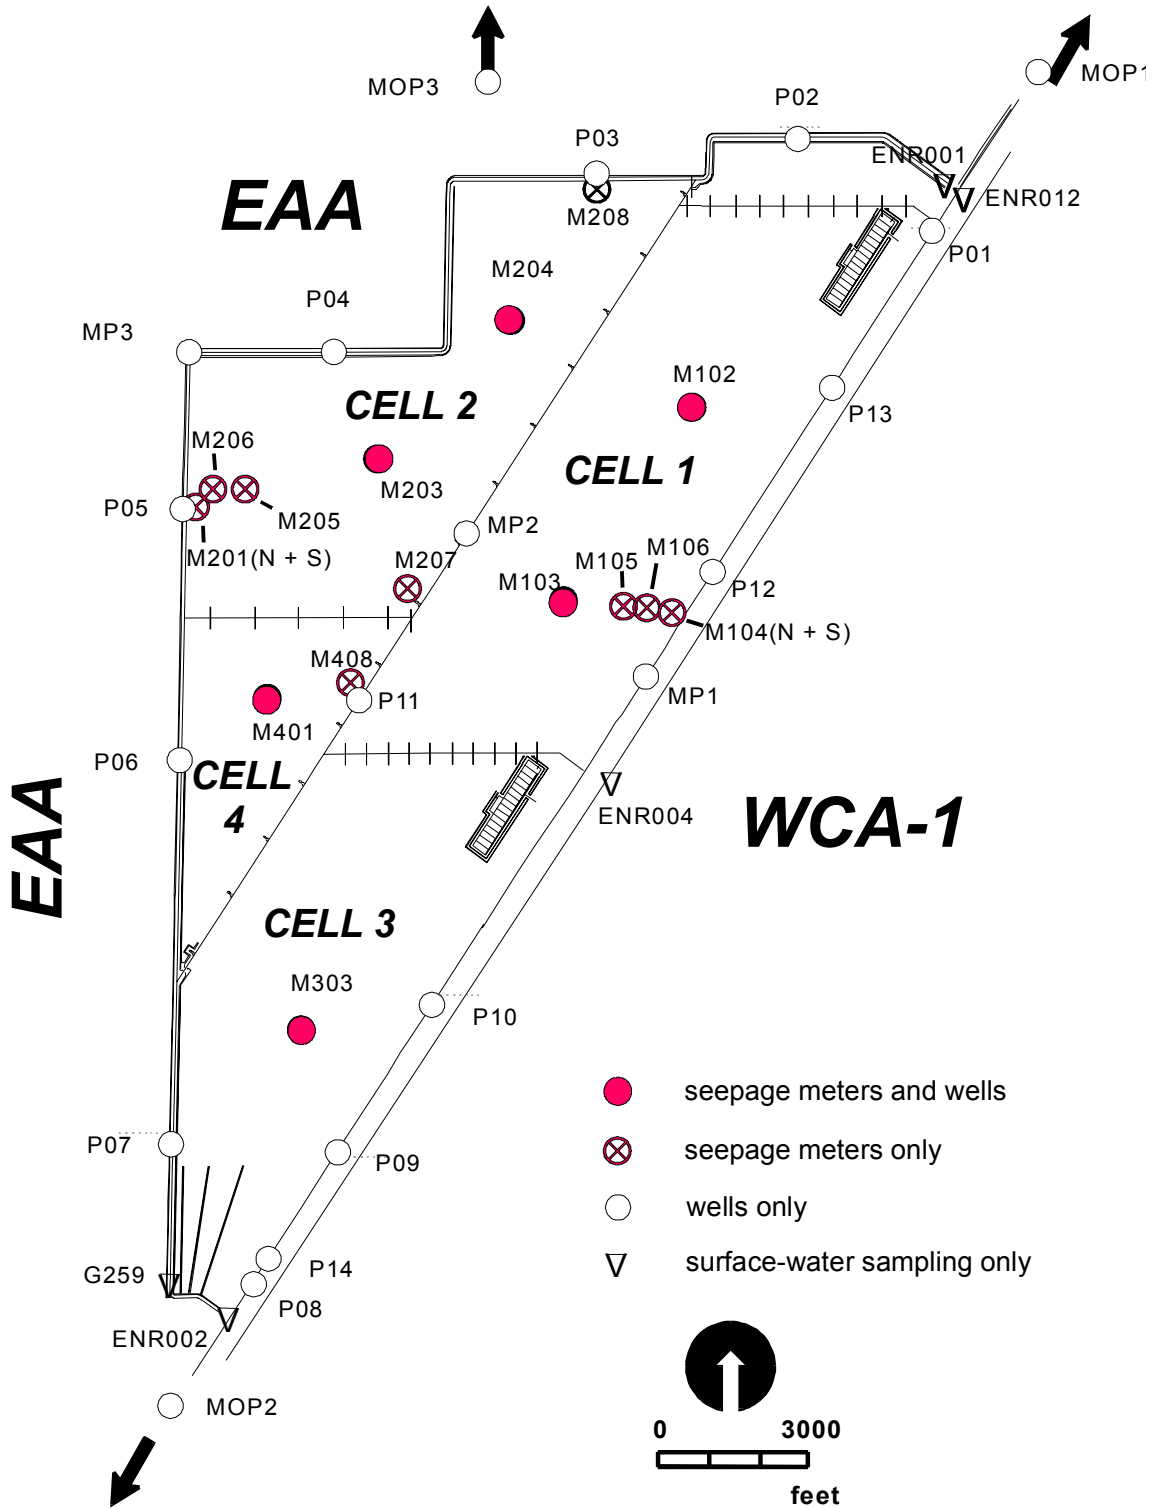 MOP3
MOP1
P02
P03
ENR001
EAA
M208
ENR012
P01
M204
P04
MP3
M102
CELL 2
P13
M206
CELL 1
M203
P05
M205
MP2
M201(N + S)
M207
M106
M105
M103
P12
M104(N + S)
M408
MP1
P11
M401
P06
CELL
4
ENR004
WCA-1
EAA
CELL 3
M303
P10
seepage meters and wells
P07
seepage meters only
P09
wells only
P14
surface-water sampling only
G259
P08
ENR002
MOP2
0 3000
feet